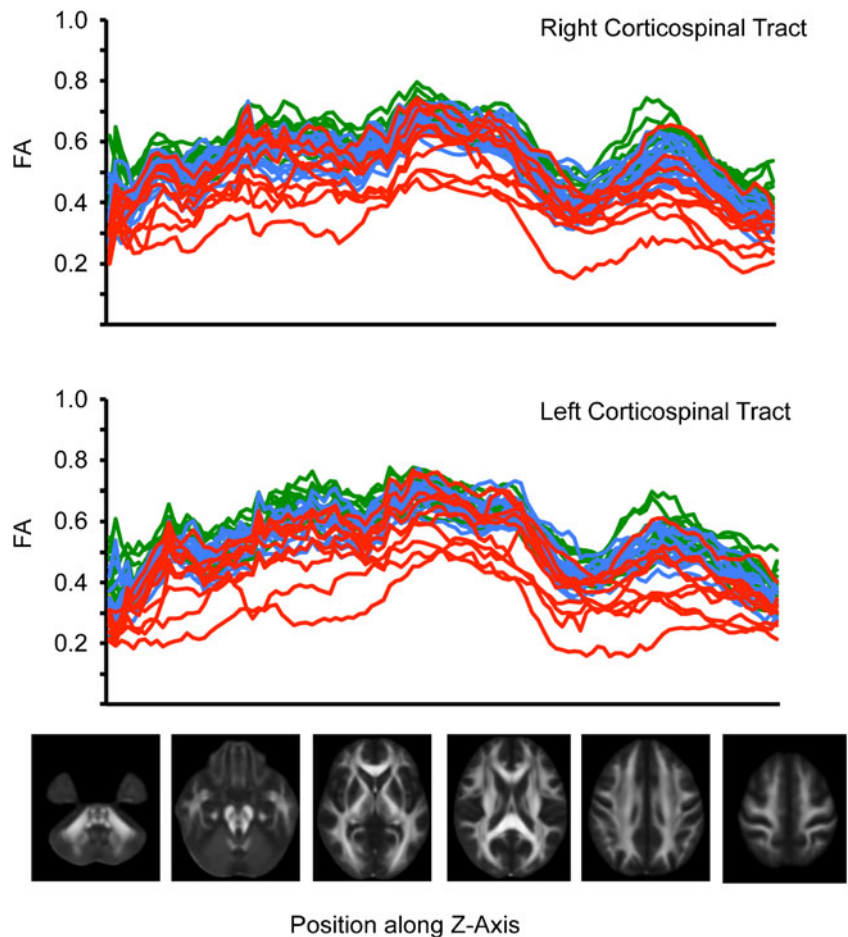 Right Corticospinal Tract
1.0
0.8
0.6
0.4
0.2
FA
Left Corticospinal Tract
1.0
0.8
0.6
0.4
0.2
FA
Position along Z-Axis